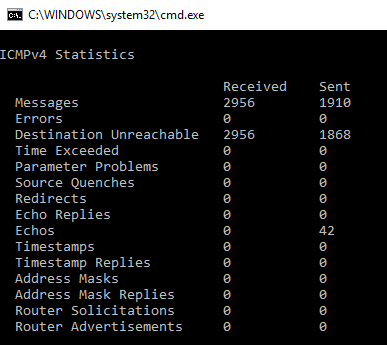 C:\WINDOWS\system32\cmd.exe
ICMPv4 Statistics
Received Sent
Messages 2956 1910
Errors 0 0
Destination Unreachable 2956 1868
Time Exceeded 0 0
Parameter Problems 0 0
Source Quenches 0 0
Redirects 0 0
Echo Replies 0 0
Echos 0 42
Timestamps 0 0
Timestamp Replies 0 0
Address Masks 0 0
Address Mask Replies 0 0
Router Solicitations 0 0
Router Advertisements 0 0